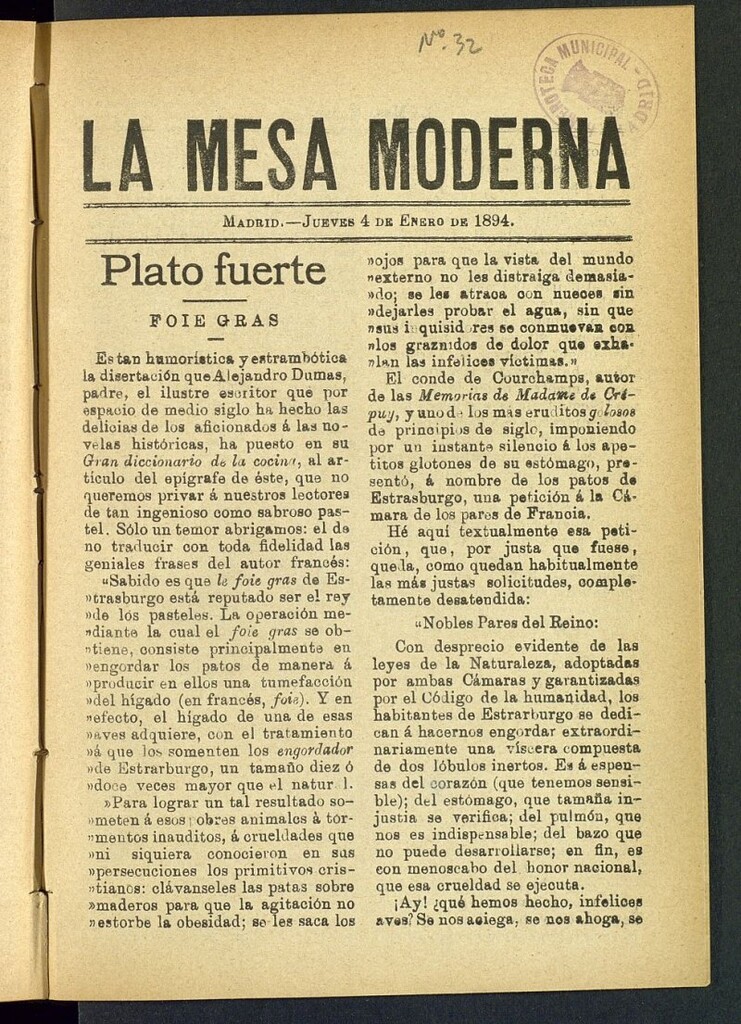 No. 32
HEMEROTECA MUNICIPAL - MADRID
LA MESA MODERNA
MADRID.—JUEVES 4 DE ENERO DE 1894.
Plato fuerte
FOIE GRAS
Es tan humorística y estrambótica
la disertación que Alejandro Dumas,
padre, el ilustre escritor que por
espacio de medio siglo ha hecho las
delicias de los aficionados á las no-
velas históricas, ha puesto en su
Gran diccionario de la cocina, al ar-
tículo del epígrafe de éste, que no
queremos privar á nuestros lectores
de tan ingenioso como sabroso pas-
tel. Sólo un temor abrigamos: el de
no traducir con toda fidelidad las
geniales frases del autor francés:
«Sabido es que le foie gras de Es-
»trasburgo está reputado ser el rey
»de los pasteles. La operación me-
»diante la cual el foie gras se ob-
»tiene, consiste principalmente en
»engordar los patos de manera á
»producir en ellos una tumefacción
»del hígado (en francés, foie). Y en
»efecto, el hígado de una de esas
»aves adquiere, con el tratamiento
»á que los somenten los engordador
»de Estrarburgo, un tamaño diez ó
»doce veces mayor que el natur l.
»Para lograr un tal resultado so-
»meten á esos pobres animales à tór-
»mentos inauditos, á crueldades que
»ni siquiera conocieron en sus
»persecuciones los primitivos cris-
»tianos: clávanseles las patas sobre
»maderos para que la agitación no
»estorbe la obesidad; se les saca los
»ojos para que la vista del mundo
»externo no les distraiga demasia-
»do; se les atraca con nueces sin
»dejarles probar el agua, sin que
»sus i quisid res se conmuevan con
»los graznidos de dolor que exha-
»lan las infelices víctimas.»
El conde de Courchamps, autor
de las Memorias de Madame de Cré-
puy, y uno de los más eruditos golosos
de principios de siglo, imponiendo
por un instante silencio á los ape-
titos glotones de su estómago, pre-
sentó, á nombre de los patos de
Estrasburgo, una petición á la Cá-
mara de los pares de Francia.
Hé aquí textualmente esa peti-
ción, que, por justa que fuese,
queda, como quedan habitualmente
las más justas solicitudes, comple-
tamente desatendida:
«Nobles Pares del Reino:
Con desprecio evidente de las
leyes de la Naturaleza, adoptadas
por ambas Cámaras y garantizadas
por el Código de la humanidad, los
habitantes de Estrarburgo se dedi-
can á hacernos engordar extraordi-
nariamente una víscera compuesta
de dos lóbulos inertos. Es á espen-
sas del corazón (que tenemos sensi-
ble); del estómago, que tamaña in-
justia se verifica; del pulmón, que
nos es indispensable; del bazo que
no puede desarrollarse; en fin, es
con menoscabo del honor nacional,
que esa crueldad se ejecuta.
¡Ay! ¿qué hemos hecho, infelices
aves? Se nos aciega, se nos ahoga, se